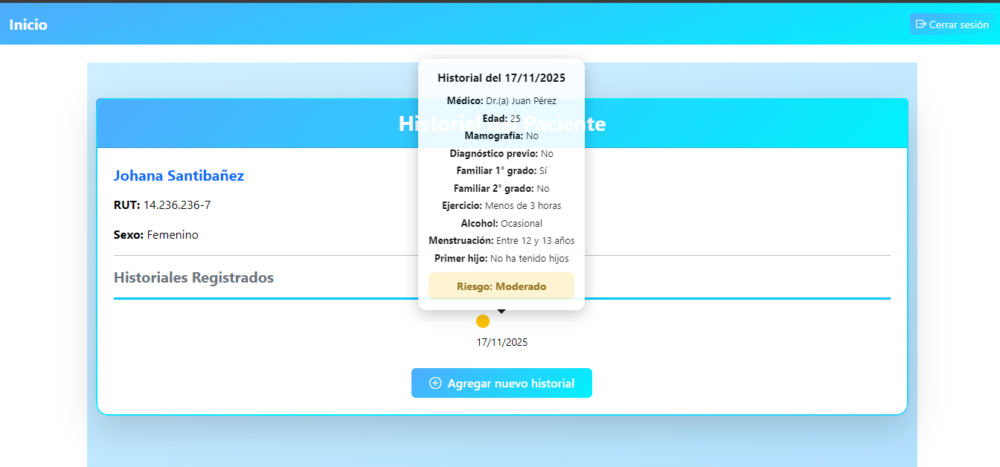 Inicio
Cerrar sesión
Historial del 17/11/2025
Médico: Dr.(a) Juan Pérez
Edad: 25
Historial del Paciente
Mamografía: No
Diagnóstico previo: No
Familiar 1° grado: Sí
Familiar 2° grado: No
Ejercicio: Menos de 3 horas
Alcohol: Ocasional
Menstruación: Entre 12 y 13 años
Primer hijo: No ha tenido hijos
Riesgo: Moderado
Johana Santibañez
RUT: 14.236.236-7
Sexo: Femenino
Historiales Registrados
17/11/2025
Agregar nuevo historial